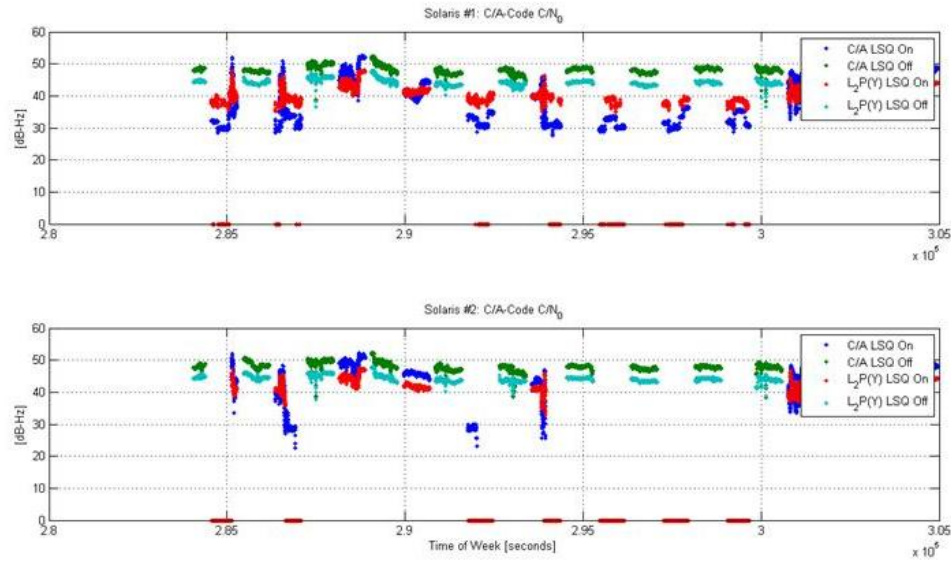 Solaris #1: C/A-Code C/N0
60
50
40
30
20
10
0
[dB-Hz]
C/A LSQ On
C/A LSQ Off
L2P(Y) LSQ On
L2P(Y) LSQ Off
2.8
2.85
2.9
2.95
3
3.05
x 10^5
Solaris #2: C/A-Code C/N0
60
50
40
30
20
10
0
[dB-Hz]
C/A LSQ On
C/A LSQ Off
L2P(Y) LSQ On
L2P(Y) LSQ Off
2.8
2.85
2.9
2.95
3
3.05
Time of Week [seconds]
x 10^5